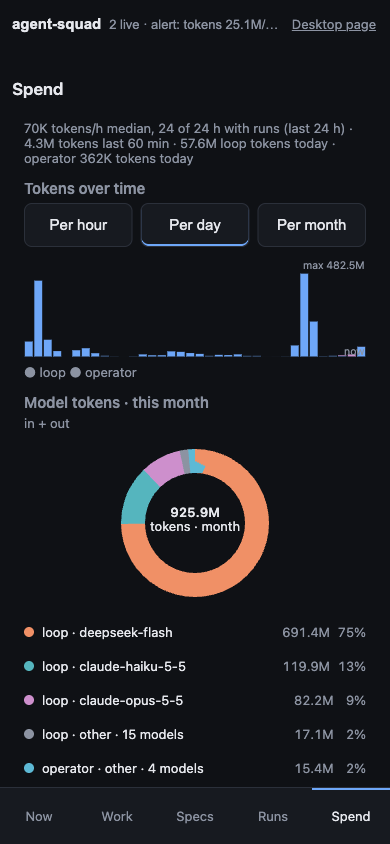 agent-squad 2 live · alert: tokens 25.1M/… Desktop page
Spend
70K tokens/h median, 24 of 24 h with runs (last 24 h) ·
4.3M tokens last 60 min · 57.6M loop tokens today ·
operator 362K tokens today
Tokens over time
Per hour Per day Per month
max 482.5M
now
loop operator
Model tokens · this month
in + out
925.9M
tokens · month
loop · deepseek-flash 691.4M 75%
loop · claude-haiku-5-5 119.9M 13%
loop · claude-opus-5-5 82.2M 9%
loop · other · 15 models 17.1M 2%
operator · other · 4 models 15.4M 2%
Now Work Specs Runs Spend